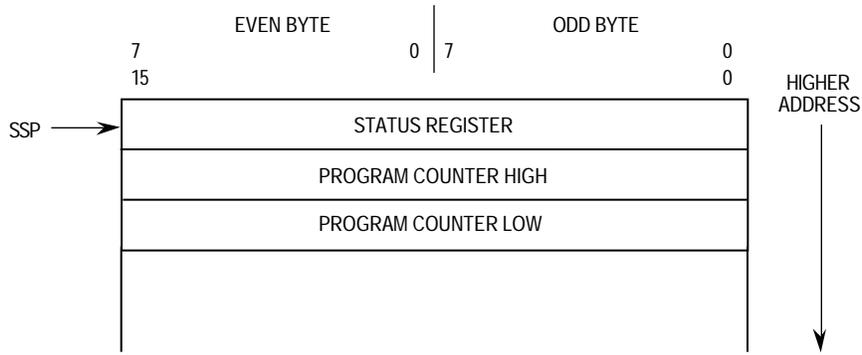 EVEN BYTE ODD BYTE
7 0 7 0
15 0
HIGHER
ADDRESS
SSP
STATUS REGISTER
PROGRAM COUNTER HIGH
PROGRAM COUNTER LOW